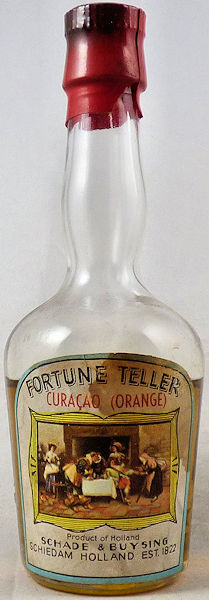 FORTUNE TELLER
CURAÇAO (ORANGE)
Product of Holland
SCHADE & BUYSING
SCHIEDAM HOLLAND EST. 1822